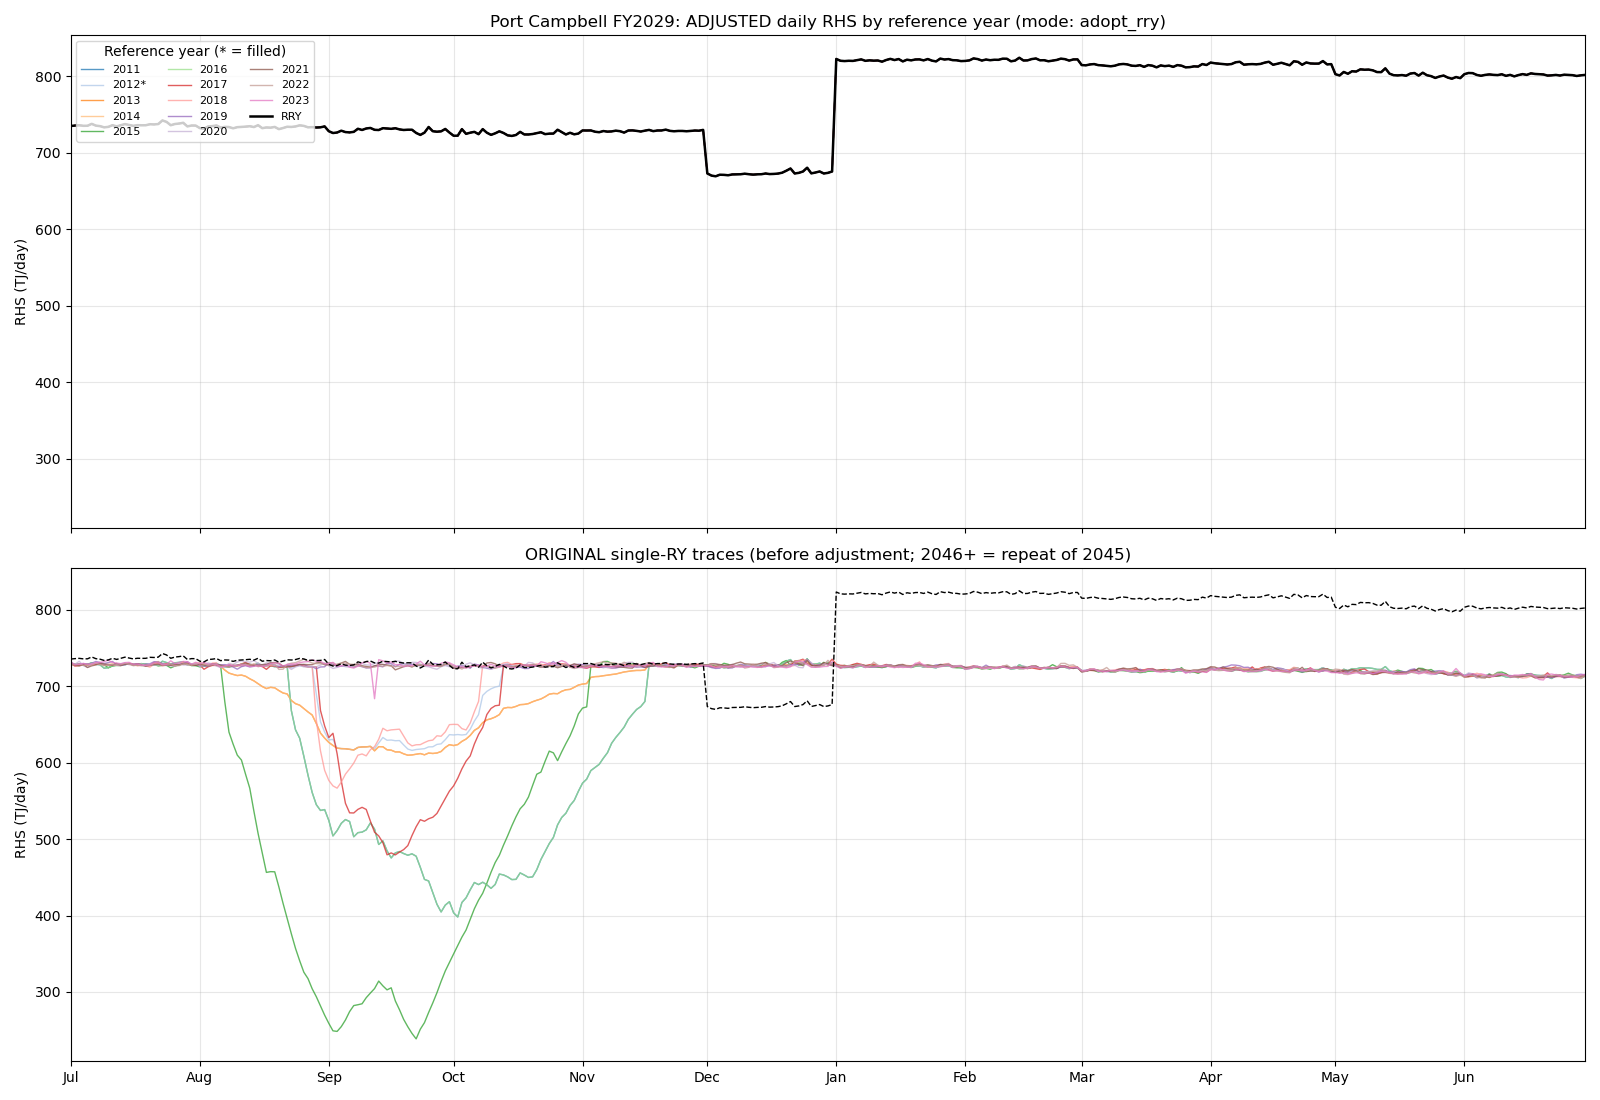 Port Campbell FY2029: ADJUSTED daily RHS by reference year (mode: adopt_rry)
Reference year (* = filled)
2011 2016 2021
2012* 2017 2022
2013 2018 2023
2014 2019 RRY
2015 2020
RHS (TJ/day)
800
700
600
500
400
300
ORIGINAL single-RY traces (before adjustment; 2046+ = repeat of 2045)
RHS (TJ/day)
800
700
600
500
400
300
Jul Aug Sep Oct Nov Dec Jan Feb Mar Apr May Jun